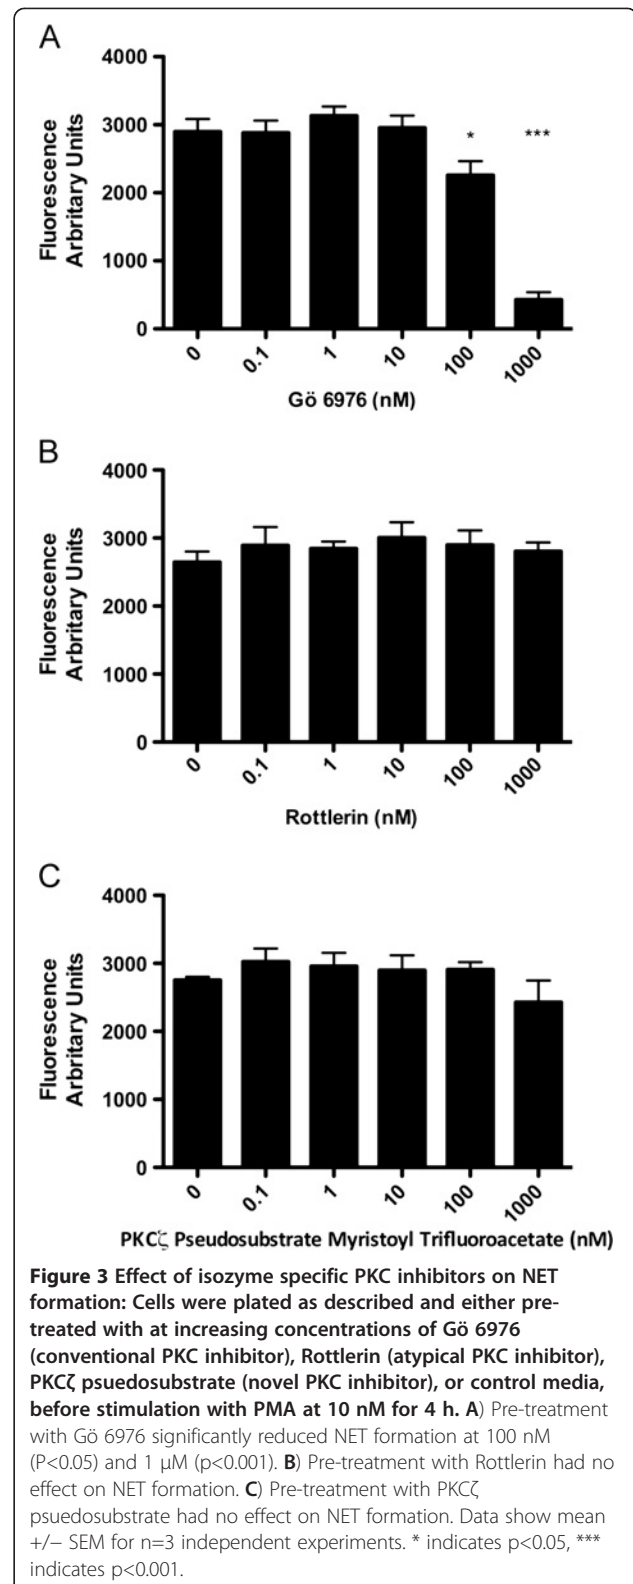 A
4000
3000
2000
1000
0
Fluorescence
Arbritary Units
*
***
0
0.1
1
10
100
1000
Gö 6976 (nM)
B
4000
3000
2000
1000
0
Fluorescence
Arbritary Units
0
0.1
1
10
100
1000
Rottlerin (nM)
C
4000
3000
2000
1000
0
Fluorescence
Arbritary Units
0
0.1
1
10
100
1000
PKCζ Pseudosubstrate Myristoyl Trifluoroacetate (nM)
Figure 3 Effect of isozyme specific PKC inhibitors on NET
formation: Cells were plated as described and either pre-
treated with at increasing concentrations of Gö 6976
(conventional PKC inhibitor), Rottlerin (atypical PKC inhibitor),
PKCζ psuedosubstrate (novel PKC inhibitor), or control media,
before stimulation with PMA at 10 nM for 4 h. A) Pre-treatment
with Gö 6976 significantly reduced NET formation at 100 nM
(P<0.05) and 1 μM (p<0.001). B) Pre-treatment with Rottlerin had no
effect on NET formation. C) Pre-treatment with PKCζ
psuedosubstrate had no effect on NET formation. Data show mean
+/− SEM for n=3 independent experiments. * indicates p<0.05, ***
indicates p<0.001.